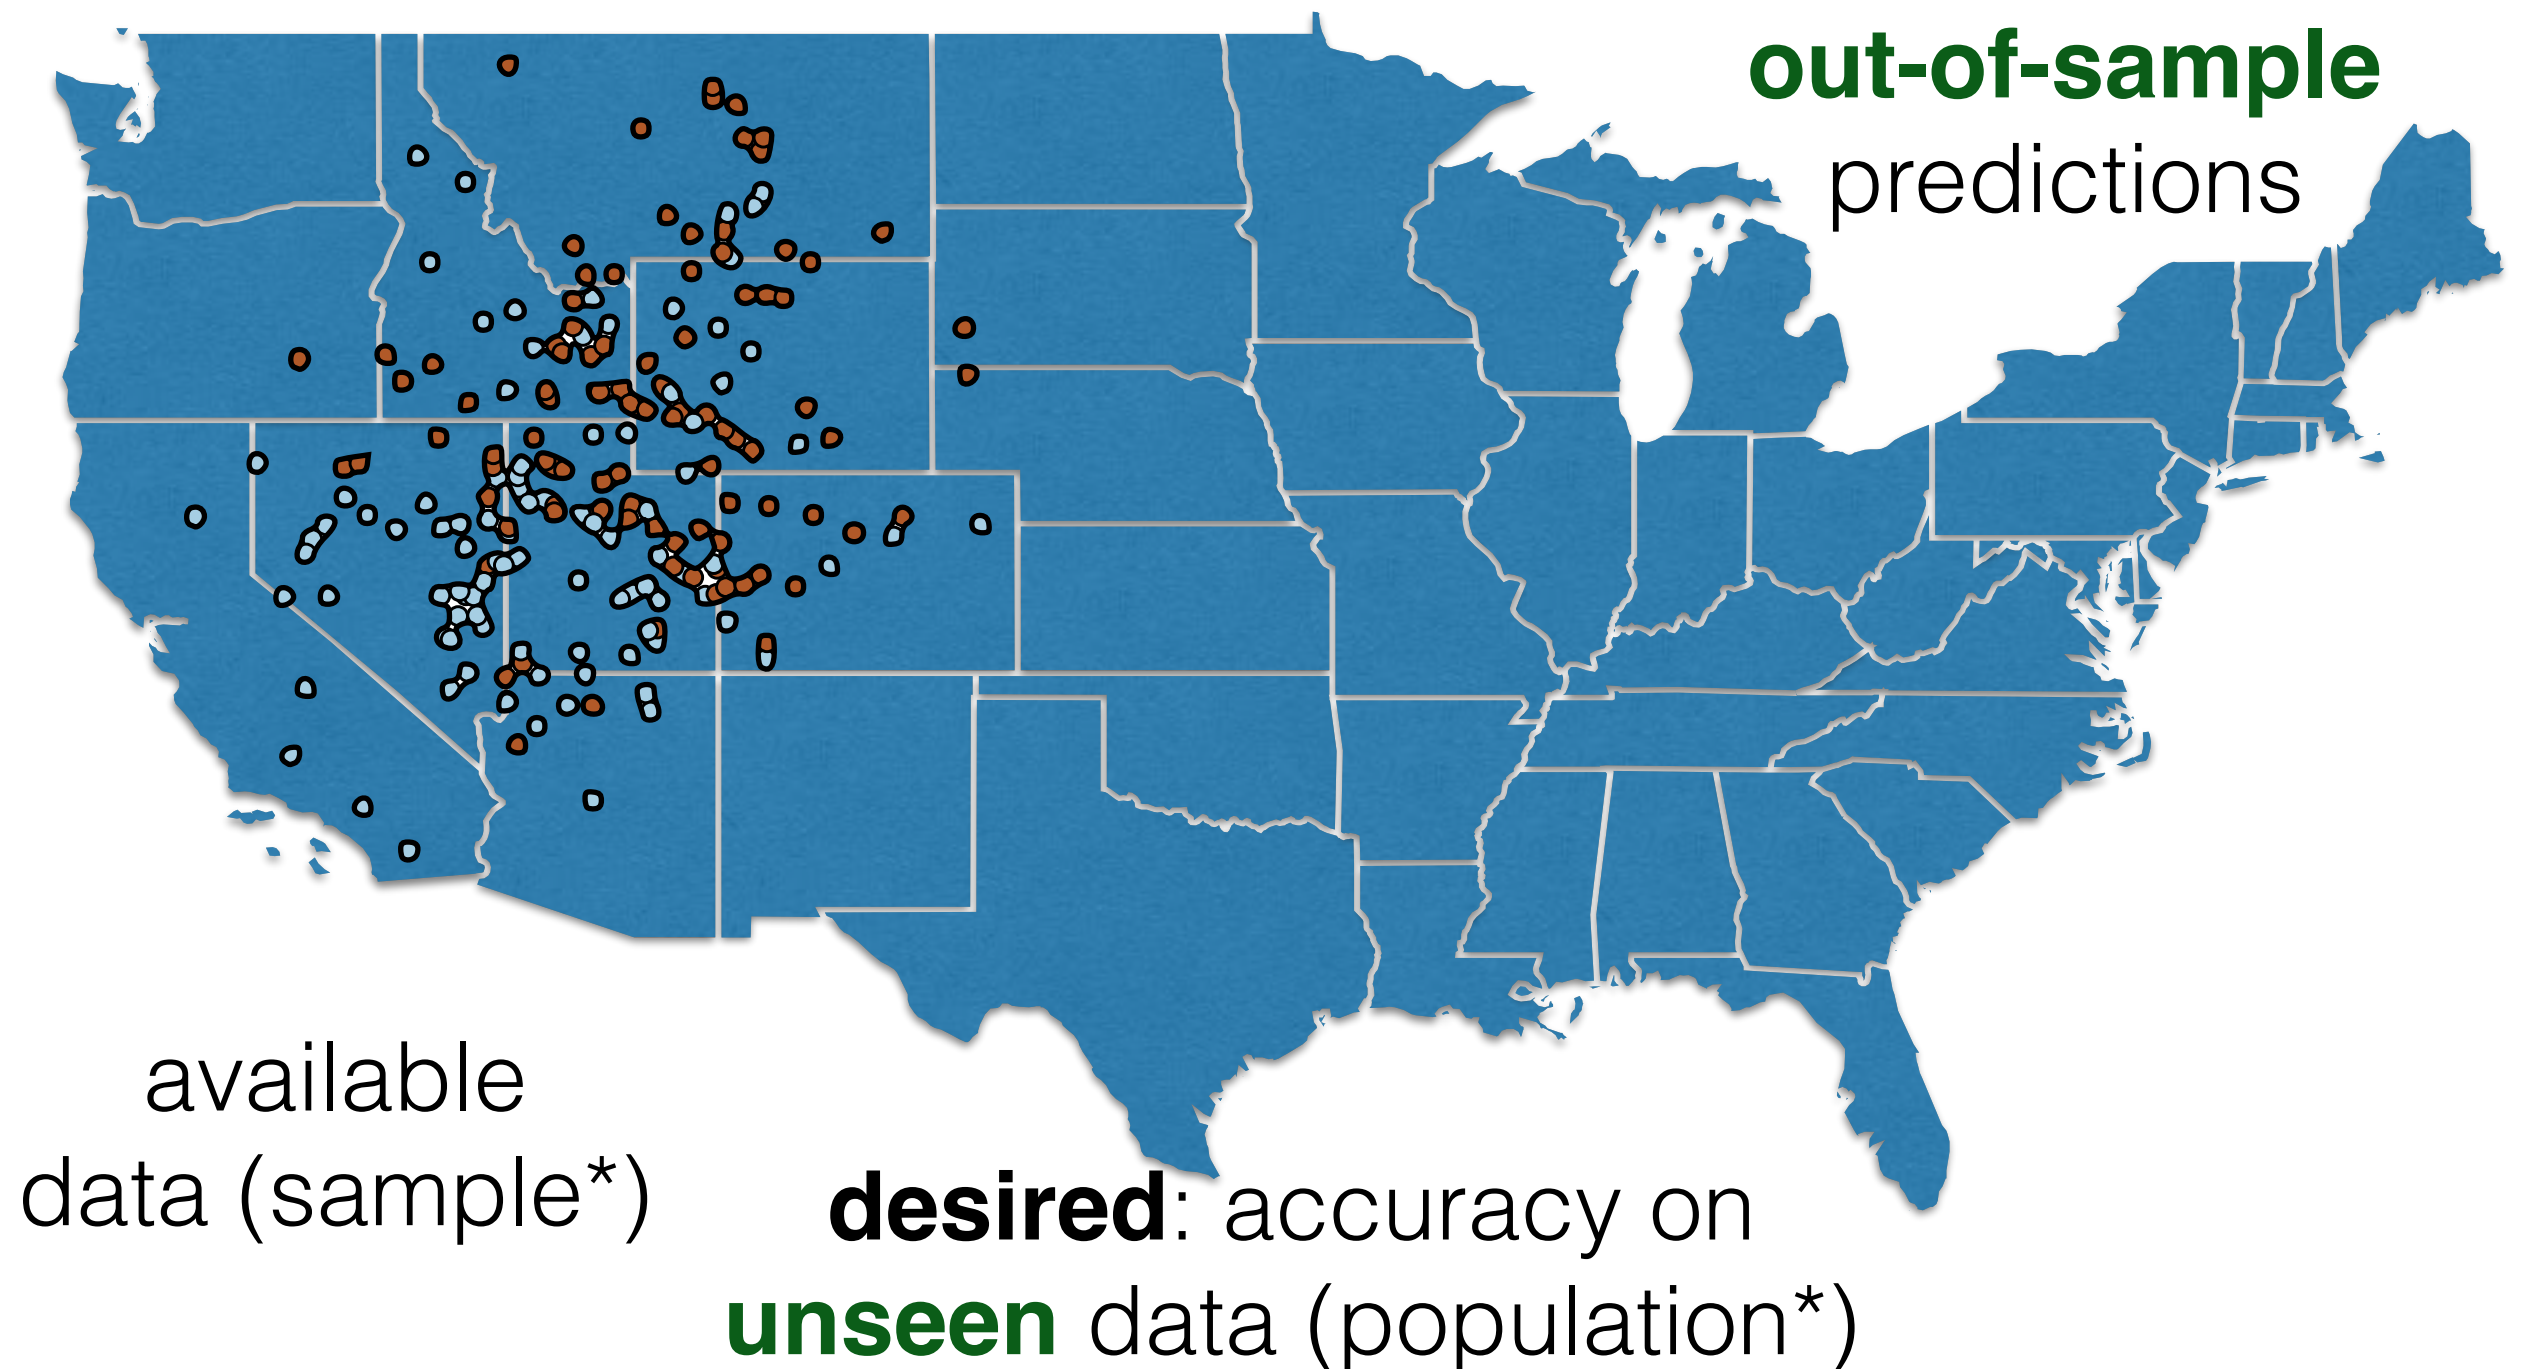 out-of-sample
predictions
available
data (sample*)
desired: accuracy on
unseen data (population*)